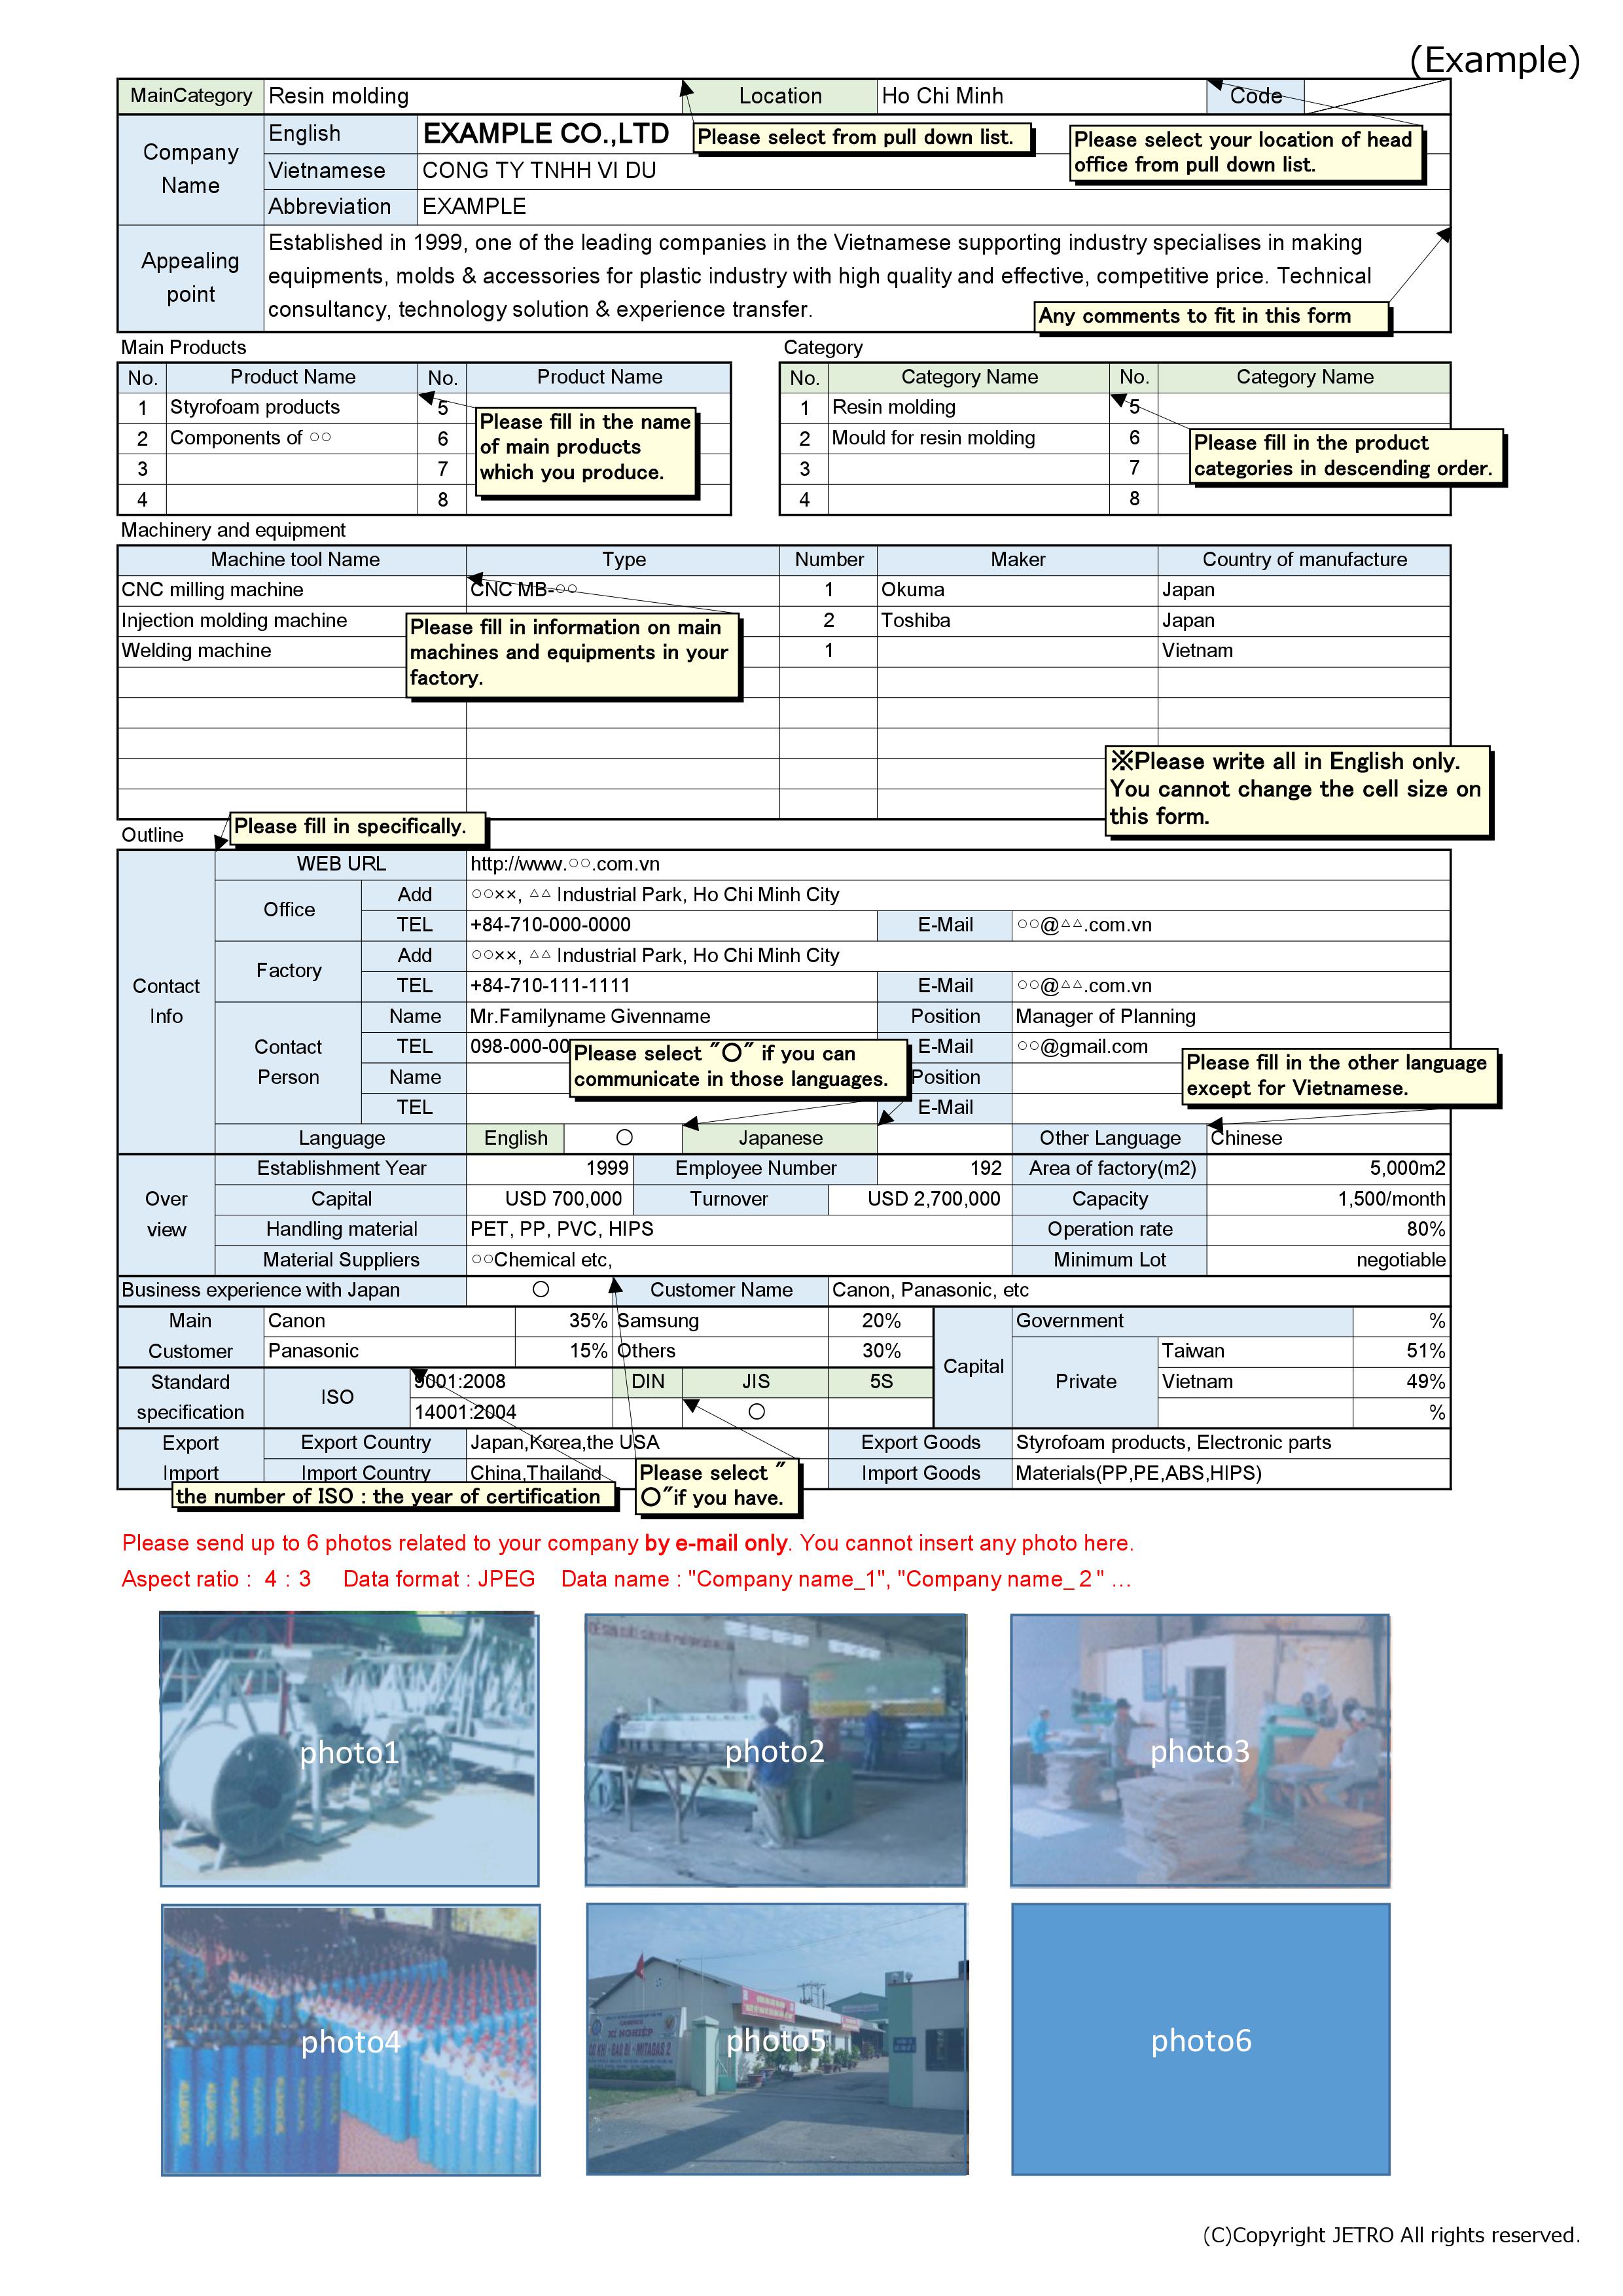 (Example)
MainCategory Resin molding Location Ho Chi Minh Code
Please select from pull down list.
Please select your location of head
office from pull down list.
Company
Name
English EXAMPLE CO.,LTD
Vietnamese CONG TY TNHH VI DU
Abbreviation EXAMPLE
Appealing
point
Established in 1999, one of the leading companies in the Vietnamese supporting industry specialises in making
equipments, molds & accessories for plastic industry with high quality and effective, competitive price. Technical
consultancy, technology solution & experience transfer.
Any comments to fit in this form
Main Products
No. Product Name No. Product Name
1 Styrofoam products 5
2 Components of ○○ 6
3 7
4 8
Please fill in the name
of main products
which you produce.
Category
No. Category Name No. Category Name
1 Resin molding 5
2 Mould for resin molding 6
3 7
4 8
Please fill in the product
categories in descending order.
Machinery and equipment
Machine tool Name Type Number Maker Country of manufacture
CNC milling machine CNC MB-○○ 1 Okuma Japan
Injection molding machine 2 Toshiba Japan
Welding machine 1 Vietnam
Please fill in information on main
machines and equipments in your
factory.
※Please write all in English only.
You cannot change the cell size on
this form.
Outline
Please fill in specifically.
Contact
Info
WEB URL http://www.○○.com.vn
Office
Add ○○××, △△ Industrial Park, Ho Chi Minh City
TEL +84-710-000-0000 E-Mail ○○@△△.com.vn
Factory
Add ○○××, △△ Industrial Park, Ho Chi Minh City
TEL +84-710-111-1111 E-Mail ○○@△△.com.vn
Contact
Person
Name Mr.Familyname Givenname Position Manager of Planning
TEL 098-000-00 E-Mail ○○@gmail.com
Name Position
TEL E-Mail
Please select "○" if you can
communicate in those languages.
Please fill in the other language
except for Vietnamese.
Language English ○ Japanese Other Language Chinese
Over
view
Establishment Year 1999 Employee Number 192 Area of factory(m2) 5,000m2
Capital USD 700,000 Turnover USD 2,700,000 Capacity 1,500/month
Handling material PET, PP, PVC, HIPS Operation rate 80%
Material Suppliers ○○Chemical etc, Minimum Lot negotiable
Business experience with Japan ○ Customer Name Canon, Panasonic, etc
Main
Customer
Canon 35% Samsung 20%
Panasonic 15% Others 30%
Capital
Government %
Private
Taiwan 51%
Vietnam 49%
%
Standard
specification
ISO
9001:2008 DIN JIS 5S
14001:2004 ○
Export
Import
Export Country Japan,Korea,the USA Export Goods Styrofoam products, Electronic parts
Import Country China,Thailand Import Goods Materials(PP,PE,ABS,HIPS)
the number of ISO : the year of certification
Please select "
○"if you have.
Please send up to 6 photos related to your company by e-mail only. You cannot insert any photo here.
Aspect ratio : 4 : 3 Data format : JPEG Data name : "Company name_1", "Company name_２" …
photo1
photo2
photo3
photo4
XÍ NGHIỆP
photo5
photo6
(C)Copyright JETRO All rights reserved.